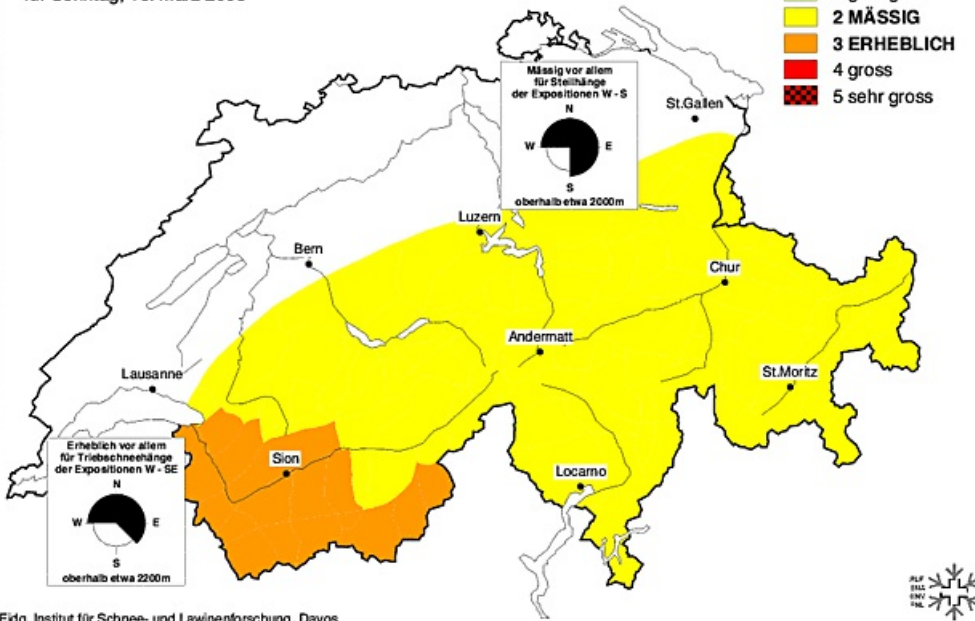 2 MÄSSIG
3 ERHEBLICH
4 gross
5 sehr gross
Mässig vor allem
für Steilhänge
der Expositionen W - S
N
W E
S
oberhalb etwa 2000m
St.Gallen
Luzern
Bern
Chur
Andermatt
St.Moritz
Lausanne
Erheblich vor allem
für Triebschneehänge
der Expositionen W - SE
N
W E
S
oberhalb etwa 2200m
Sion
Locarno
SLF
ENA
Eidg. Institut für Schnee- und Lawinenforschung, Davos